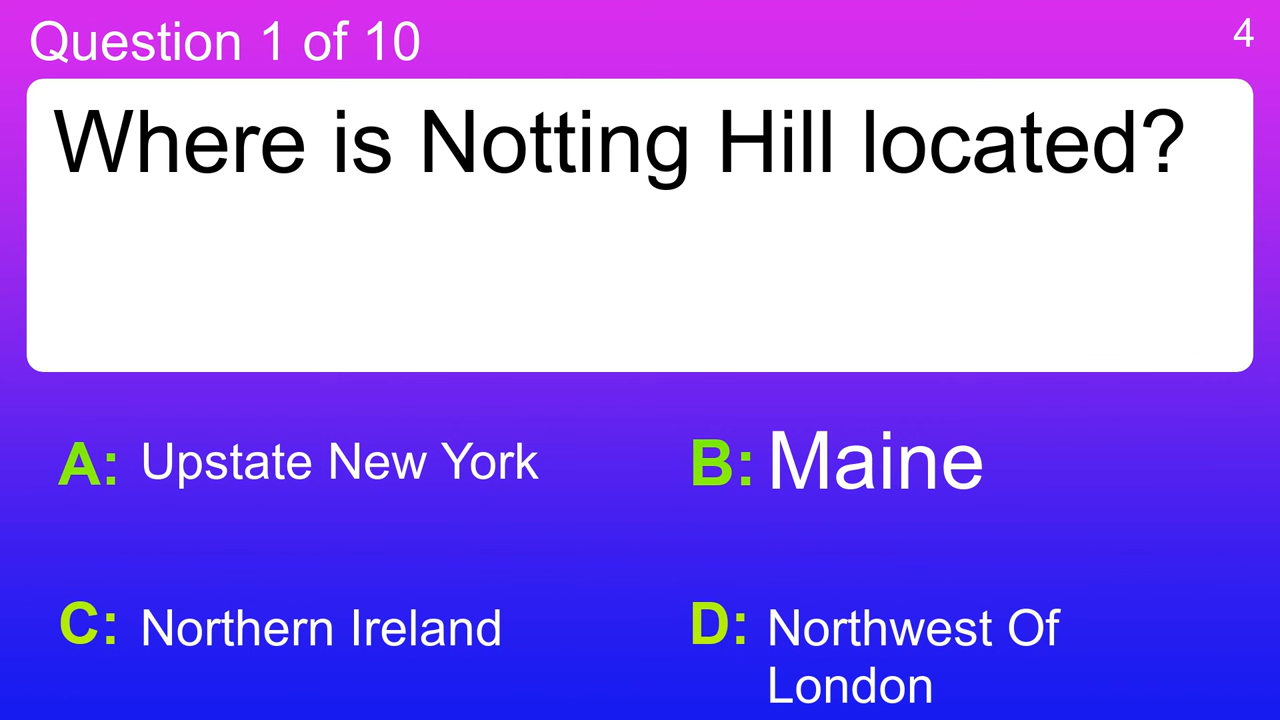 Question 1 of 10
4
Where is Notting Hill located?
A: Upstate New York
B: Maine
C: Northern Ireland
D: Northwest Of
London